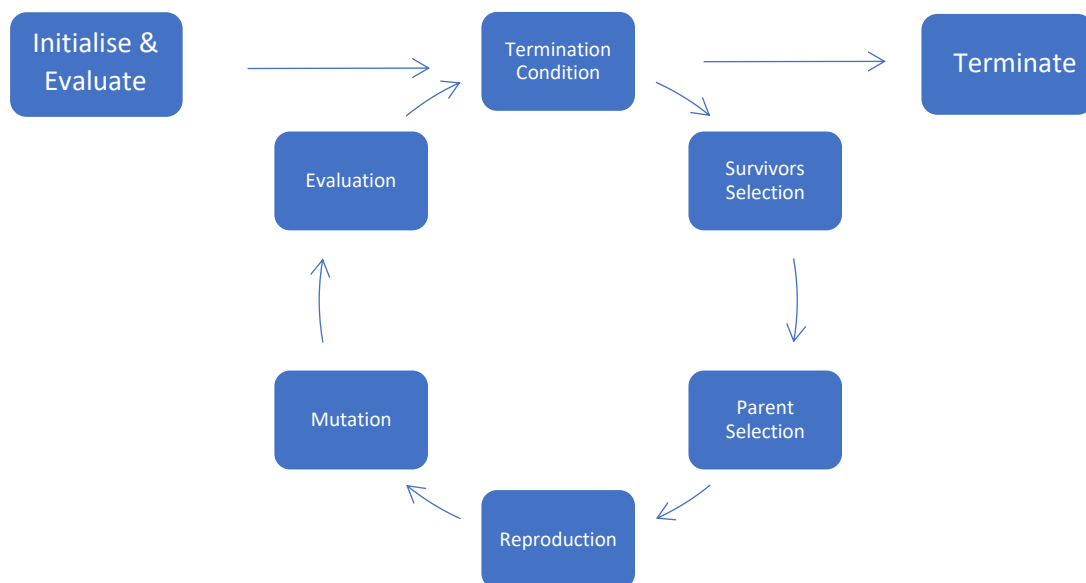 Initialise &
Evaluate
Termination
Condition
Terminate
Survivors
Selection
Parent
Selection
Reproduction
Mutation
Evaluation